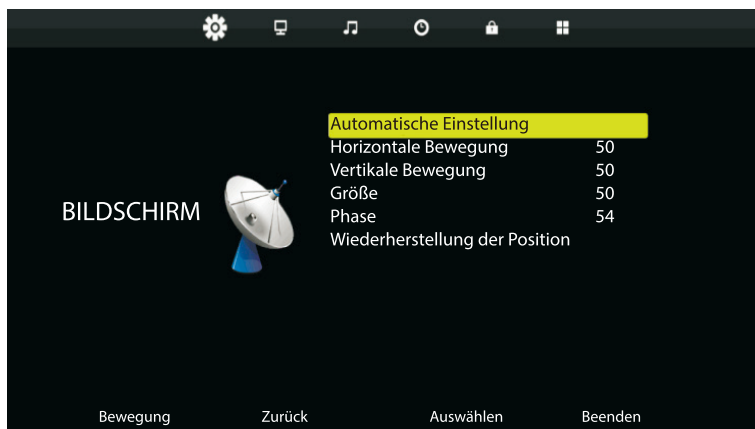 Automatische Einstellung
Horizontale Bewegung 50
Vertikale Bewegung 50
Größe 50
Phase 54
Wiederherstellung der Position
BILDSCHIRM
Bewegung Zurück Auswählen Beenden